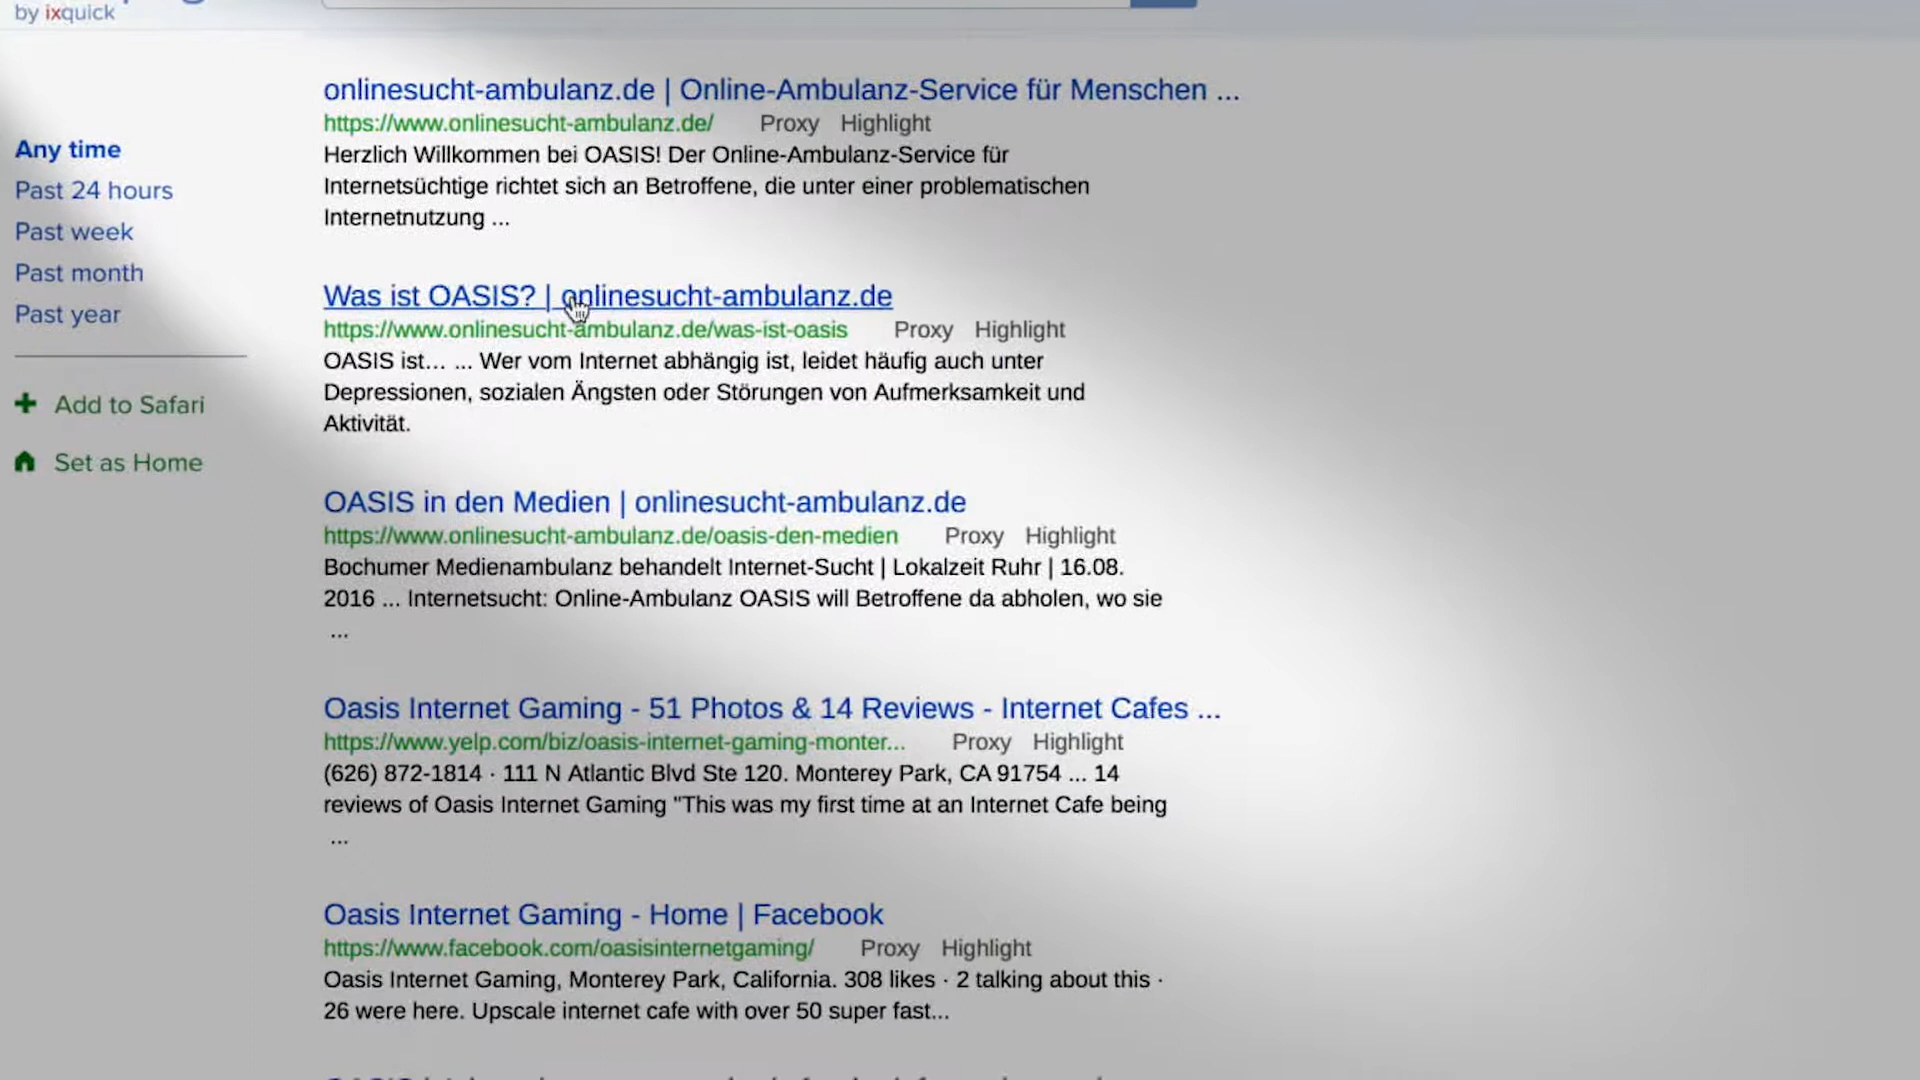 by ixquick
onlinesucht-ambulanz.de | Online-Ambulanz-Service für Menschen ...
https://www.onlinesucht-ambulanz.de/ Proxy Highlight
Herzlich Willkommen bei OASIS! Der Online-Ambulanz-Service für
Internetsüchtige richtet sich an Betroffene, die unter einer problematischen
Internetnutzung ...
Any time
Past 24 hours
Past week
Past month
Past year
Add to Safari
Set as Home
Was ist OASIS? | onlinesucht-ambulanz.de
https://www.onlinesucht-ambulanz.de/was-ist-oasis Proxy Highlight
OASIS ist… ... Wer vom Internet abhängig ist, leidet häufig auch unter
Depressionen, sozialen Ängsten oder Störungen von Aufmerksamkeit und
Aktivität.
OASIS in den Medien | onlinesucht-ambulanz.de
https://www.onlinesucht-ambulanz.de/oasis-den-medien Proxy Highlight
Bochumer Medienambulanz behandelt Internet-Sucht | Lokalzeit Ruhr | 16.08.
2016 ... Internetsucht: Online-Ambulanz OASIS will Betroffene da abholen, wo sie
...
Oasis Internet Gaming - 51 Photos & 14 Reviews - Internet Cafes ...
https://www.yelp.com/biz/oasis-internet-gaming-monter... Proxy Highlight
(626) 872-1814 · 111 N Atlantic Blvd Ste 120. Monterey Park, CA 91754 ... 14
reviews of Oasis Internet Gaming "This was my first time at an Internet Cafe being
...
Oasis Internet Gaming - Home | Facebook
https://www.facebook.com/oasisinternetgaming/ Proxy Highlight
Oasis Internet Gaming, Monterey Park, California. 308 likes · 2 talking about this ·
26 were here. Upscale internet cafe with over 50 super fast...